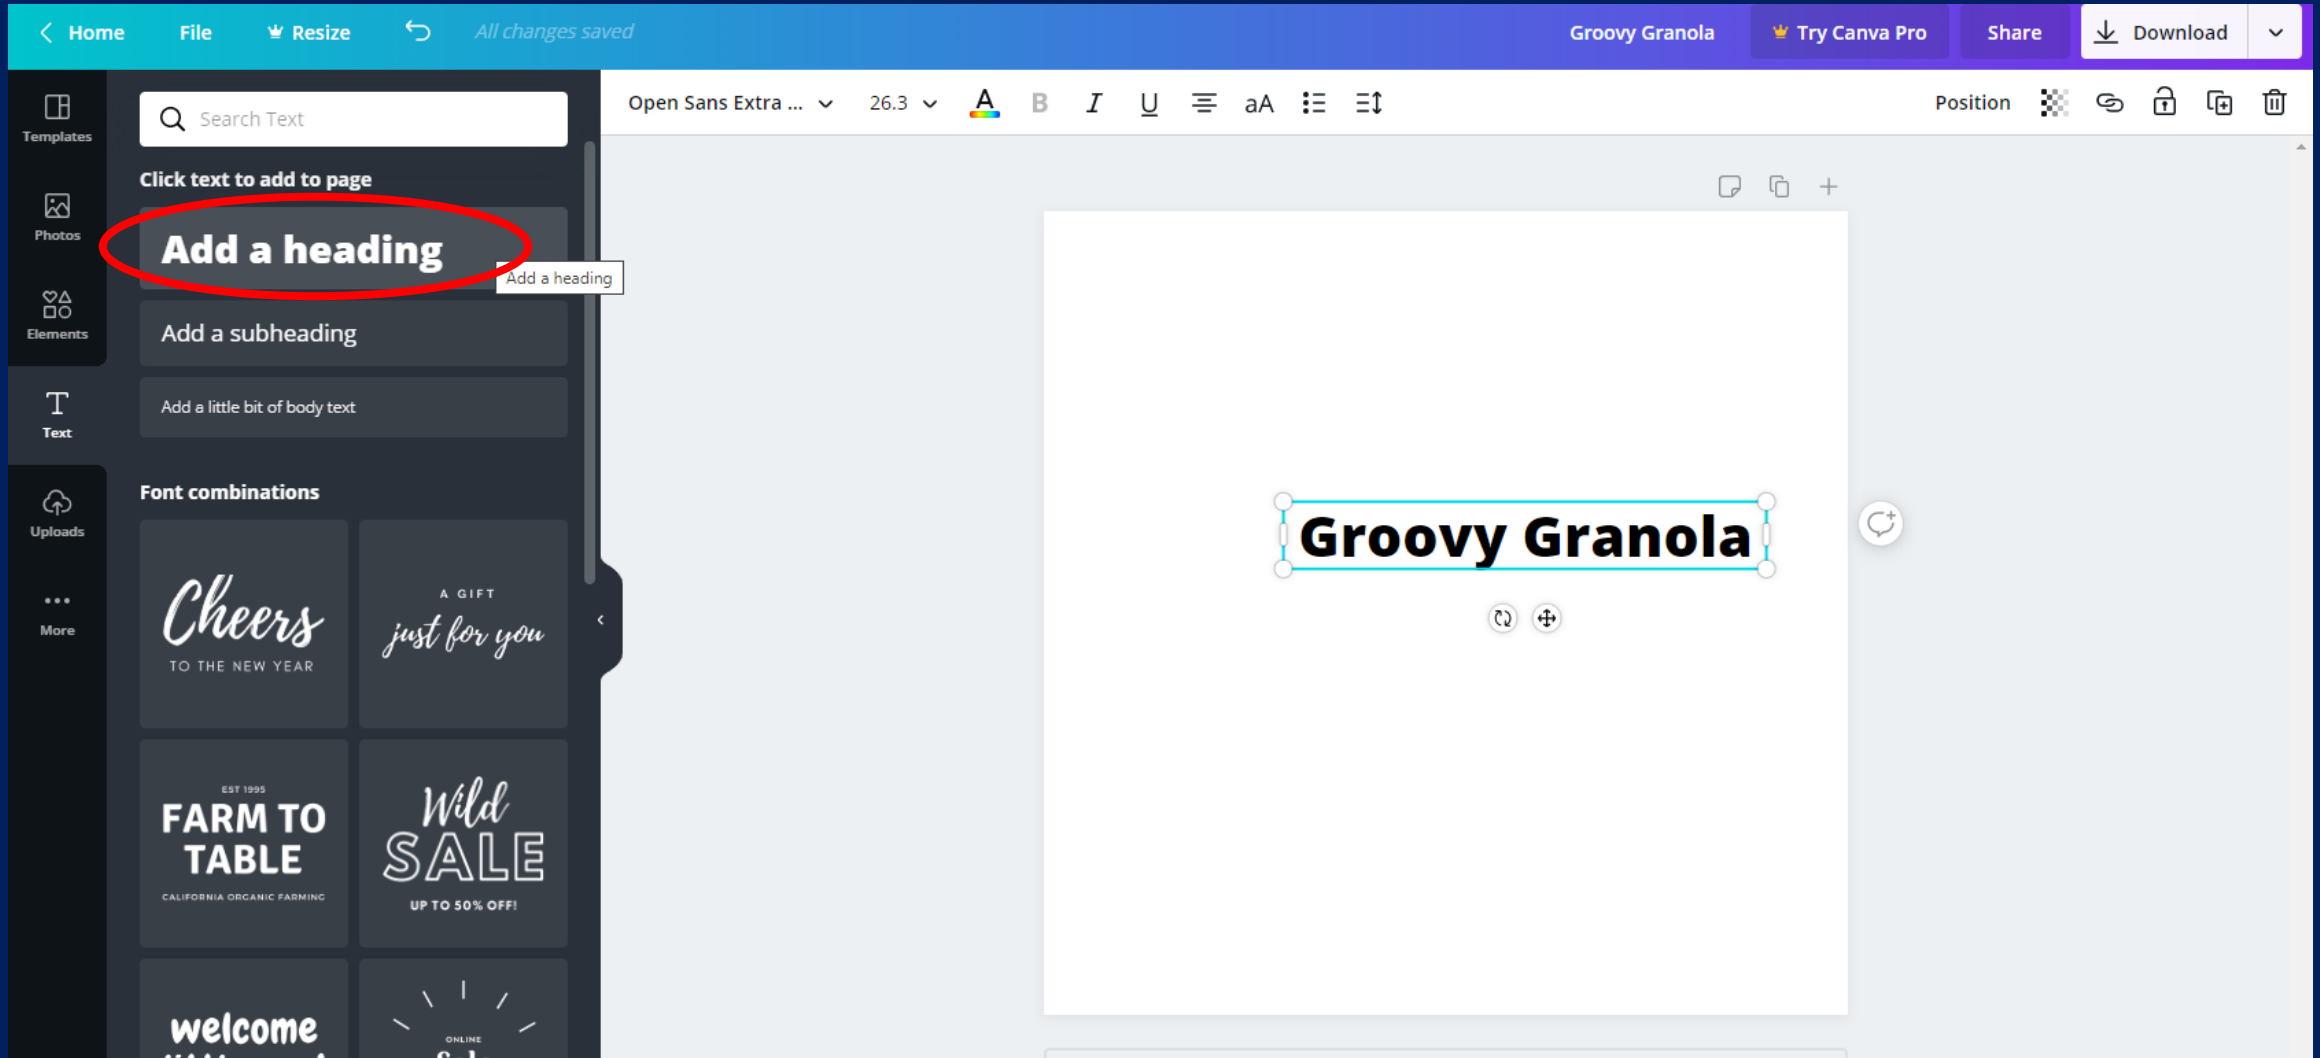 Home File Resize All changes saved Groovy Granola Try Canva Pro Share Download
Open Sans Extra ... 26.3 A B I U aA Position
Templates
Photos
Elements
Text
Uploads
More
Search Text
Click text to add to page
Add a heading
Add a heading
Add a subheading
Add a little bit of body text
Font combinations
Cheers
TO THE NEW YEAR
A GIFT
just for you
EST 1995
FARM TO
TABLE
CALIFORNIA ORGANIC FARMING
Wild
SALE
UP TO 50% OFF!
welcome
ONLINE
Groovy Granola